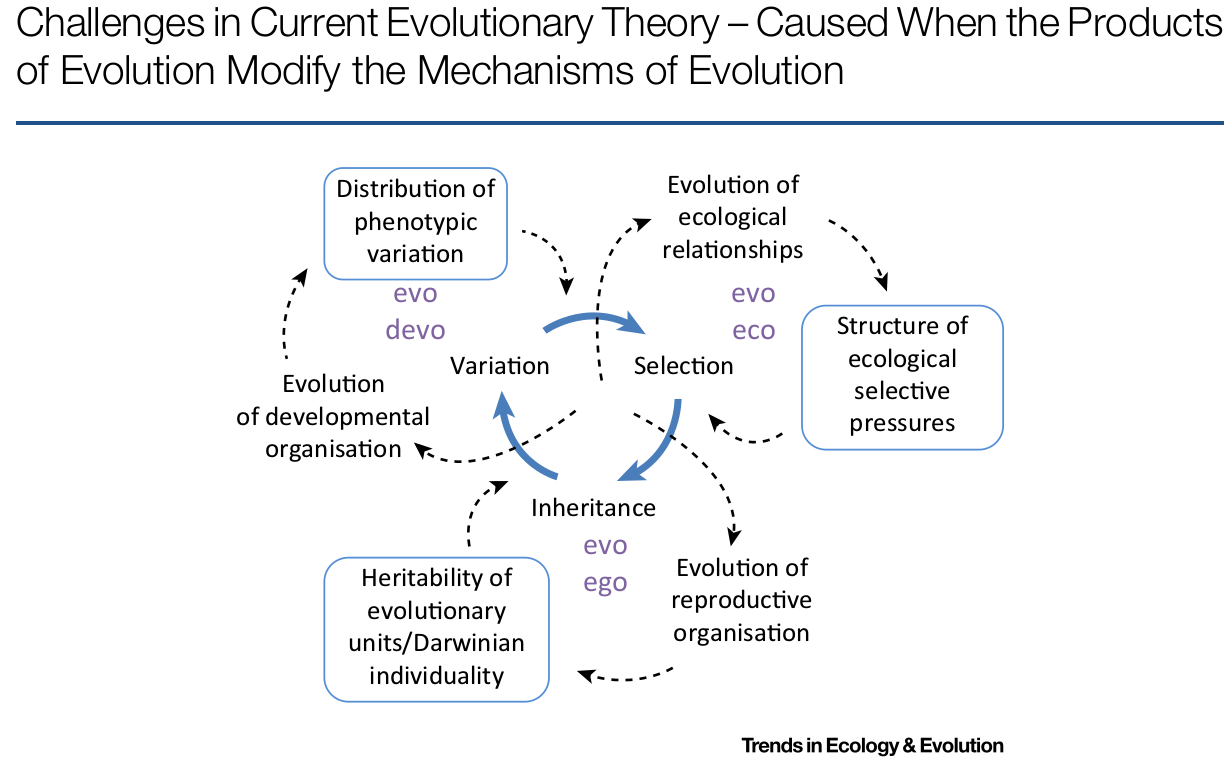 Challenges in Current Evolutionary Theory – Caused When the Products
of Evolution Modify the Mechanisms of Evolution
Distribution of
phenotypic
variation
evo
devo
Evolution of
ecological
relationships
evo
eco
Structure of
ecological
selective
pressures
Variation
Selection
Evolution
of developmental
organisation
Inheritance
evo
ego
Heritability of
evolutionary
units/Darwinian
individuality
Evolution of
reproductive
organisation
Trends in Ecology & Evolution